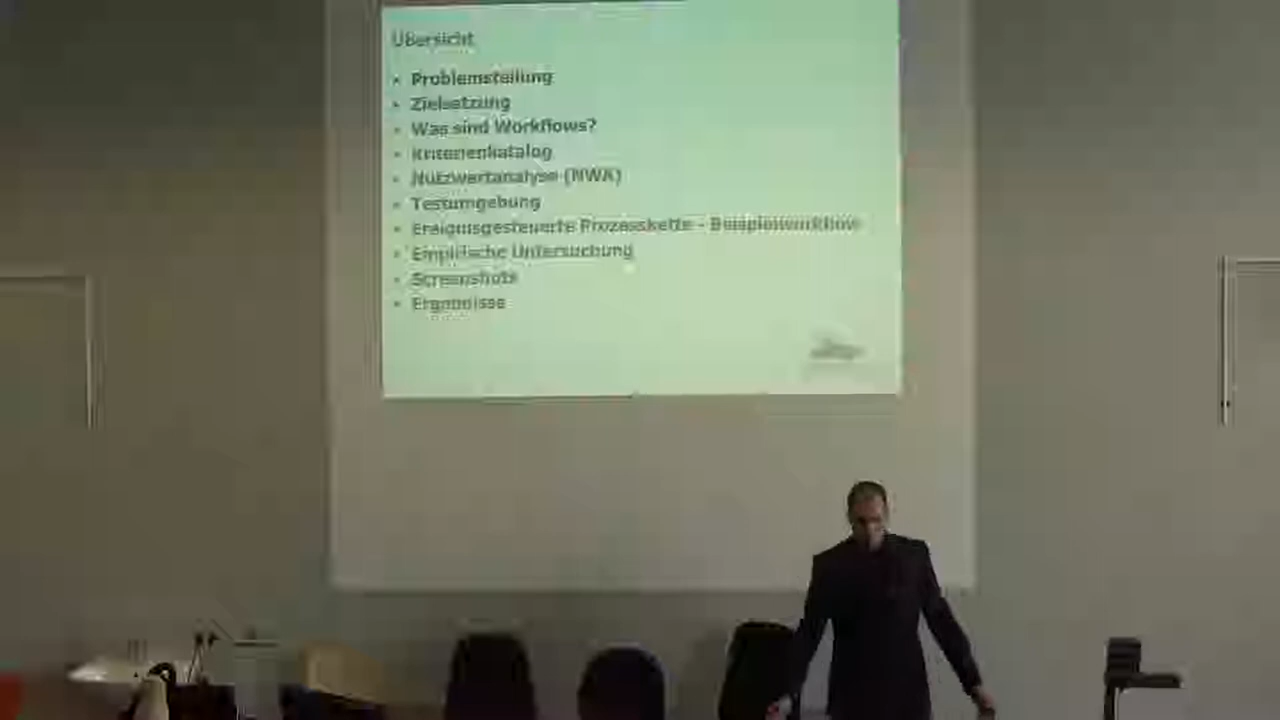 Übersicht
Problemstellung
Zielsetzung
Was sind Workflows?
Kriterienkatalog
Nutzwertanalyse (NWA)
Testumgebung
Ereignisgesteuerte Prozesskette - Beispielworkflow
Empirische Untersuchung
Screenshots
Ergebnisse